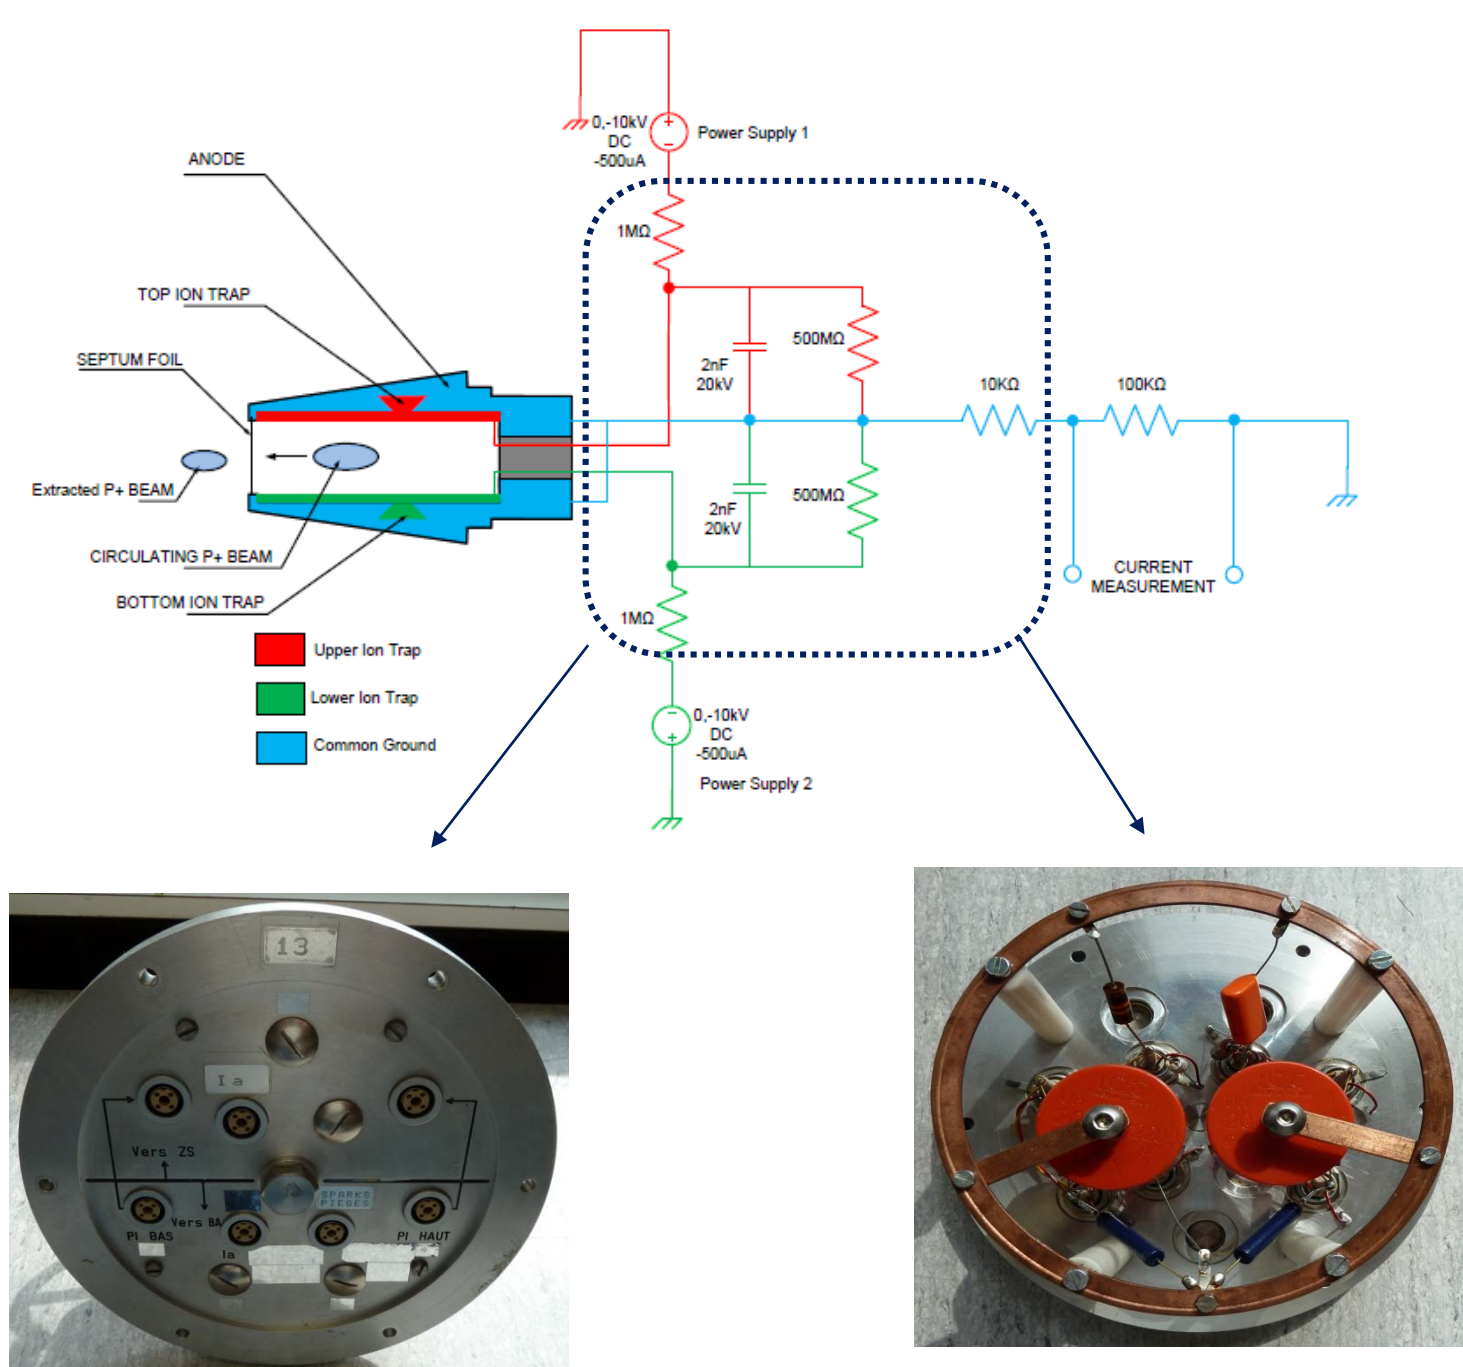 0,-10kV
DC
-500uA
Power Supply 1
ANODE
1MΩ
TOP ION TRAP
500MΩ
2nF
20kV
SEPTUM FOIL
10KΩ
100KΩ
Extracted P+ BEAM
500MΩ
2nF
20kV
CIRCULATING P+ BEAM
CURRENT
MEASUREMENT
BOTTOM ION TRAP
1MΩ
Upper Ion Trap
Lower Ion Trap
Common Ground
0,-10kV
DC
-500uA
Power Supply 2
13
Ia
Vers ZS
SPARKS
PIEGES
Vers BA
PI BAS
PI HAUT
Ia